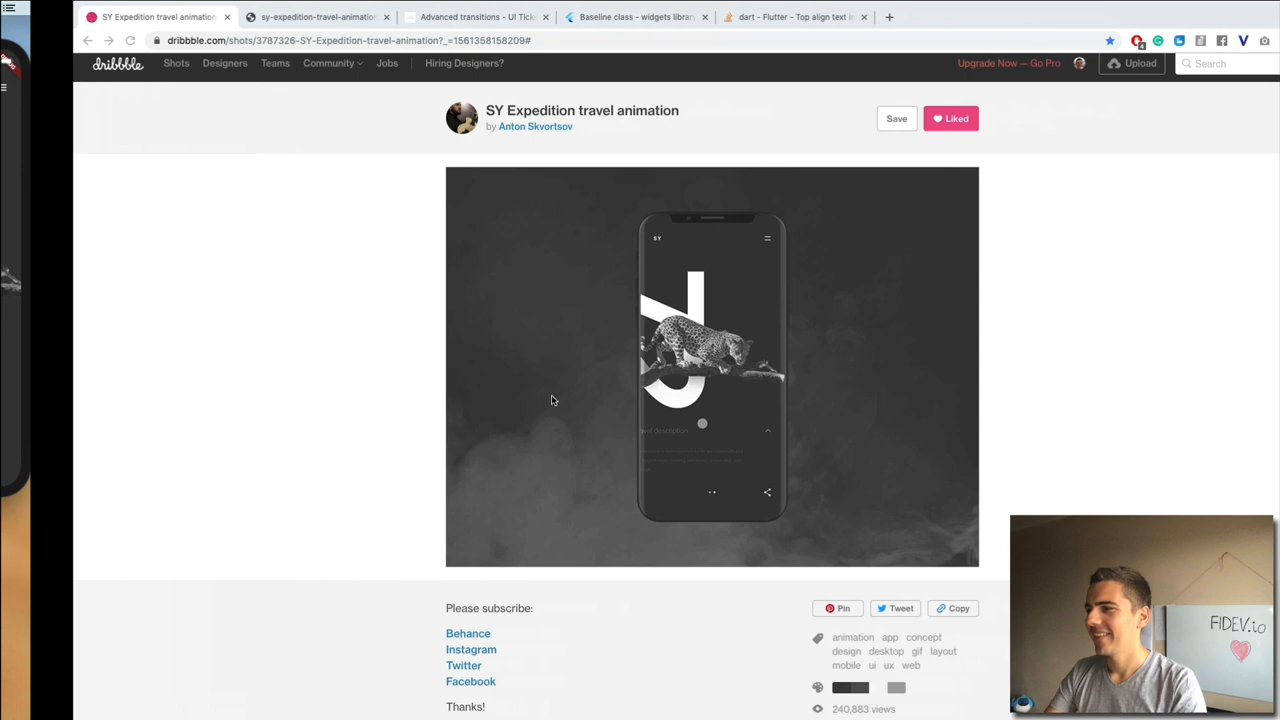 SY Expedition travel animation
sy-expedition-travel-animation
Advanced transitions - UI Tick
Baseline class - widgets library
dart - Flutter - Top align text in
dribbble.com/shots/3787326-SY-Expedition-travel-animation?_=1561358158209#
4
dribbble
Shots
Designers
Teams
Community
Jobs
Hiring Designers?
Upgrade Now — Go Pro
Upload
Search
SY Expedition travel animation
by Anton Skvortsov
Save
Liked
SY
vel description
Please subscribe:
Behance
Instagram
Twitter
Facebook
Thanks!
Pin
Tweet
Copy
animation app concept
design desktop gif layout
mobile ui ux web
240,883 views
FIDEV.io